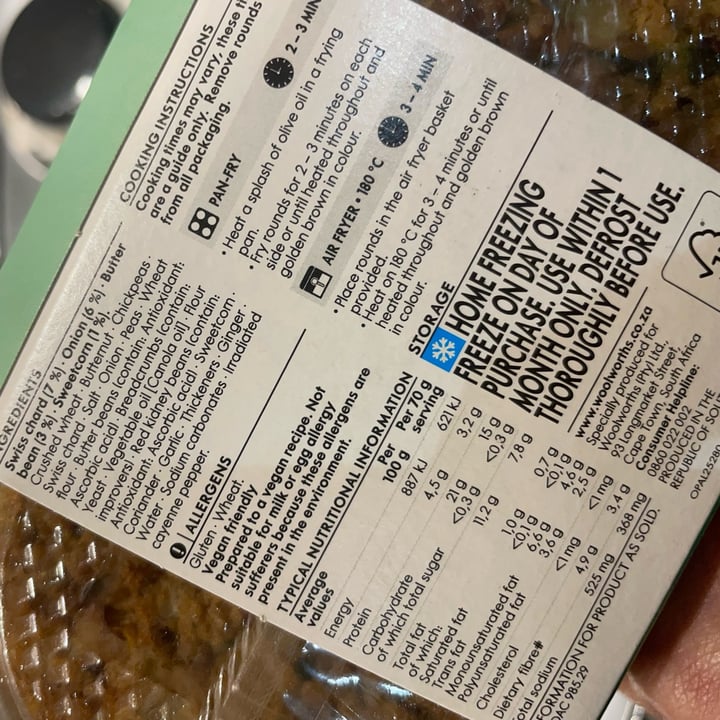 COOKING INSTRUCTIONS
Cooking times may vary, these
are a guide only. Remove rounds
from all packaging.
PAN-FRY 2 – 3 MIN
• Heat a splash of olive oil in a frying
pan.
• Fry rounds for 2 – 3 minutes on each
side or until heated throughout and
golden brown in colour.
AIR FRYER • 180 °C 3 – 4 MIN
• Place rounds in the air fryer basket
provided.
• Heat on 180 °C for 3 – 4 minutes or until
heated throughout and golden brown
in colour.
STORAGE
HOME FREEZING
FREEZE ON DAY OF
PURCHASE. USE WITHIN 1
MONTH ONLY. DEFROST
THOROUGHLY BEFORE USE.
www.woolworths.co.za
Specially produced for
Woolworths (Pty) Ltd.,
93 Longmarket Street,
Cape Town, South Africa
Consumer Helpline:
0860 022 002
PRODUCED IN THE
REPUBLIC OF
Swiss chard (7 %) • Onion (6 %) • Butter
bean (3 %) • Sweetcorn (1 %).
Crushed wheat • Butternut • Chickpeas •
Swiss chard • Salt • Onion • Peas • Wheat
flour • Butter beans (contain: Antioxidant:
Ascorbic acid) • Breadcrumbs (contain:
Yeast • Vegetable oil [Canola oil] • Flour
improvers) • Red kidney beans (contain:
Antioxidant: Ascorbic acid) • Sweetcorn •
Coriander • Garlic • Thickeners • Ginger •
Water • Sodium carbonates • Irradiated
cayenne pepper.
ALLERGENS
Gluten • Wheat.
Vegan friendly
Prepared to a vegan recipe. Not
suitable for milk or egg allergy
sufferers because these allergens are
present in the environment.
TYPICAL NUTRITIONAL INFORMATION
Average values Per 100 g Per 70 g serving
Energy 887 kJ 621 kJ
Protein 4,5 g 3,2 g
Carbohydrate 21 g 15 g
of which total sugar <0,5 g <0,3 g
Total fat 11,2 g 7,8 g
of which:
Saturated fat 1,0 g 0,7 g
Trans fat <0,1 g <0,1 g
Monounsaturated fat 6,6 g 4,6 g
Polyunsaturated fat 3,6 g 2,5 g
Cholesterol <1 mg <1 mg
Dietary fibre‡ 4,9 g 3,4 g
otal sodium 525 mg 368 mg
ORMATION FOR PRODUCT AS SOLD.
985.29